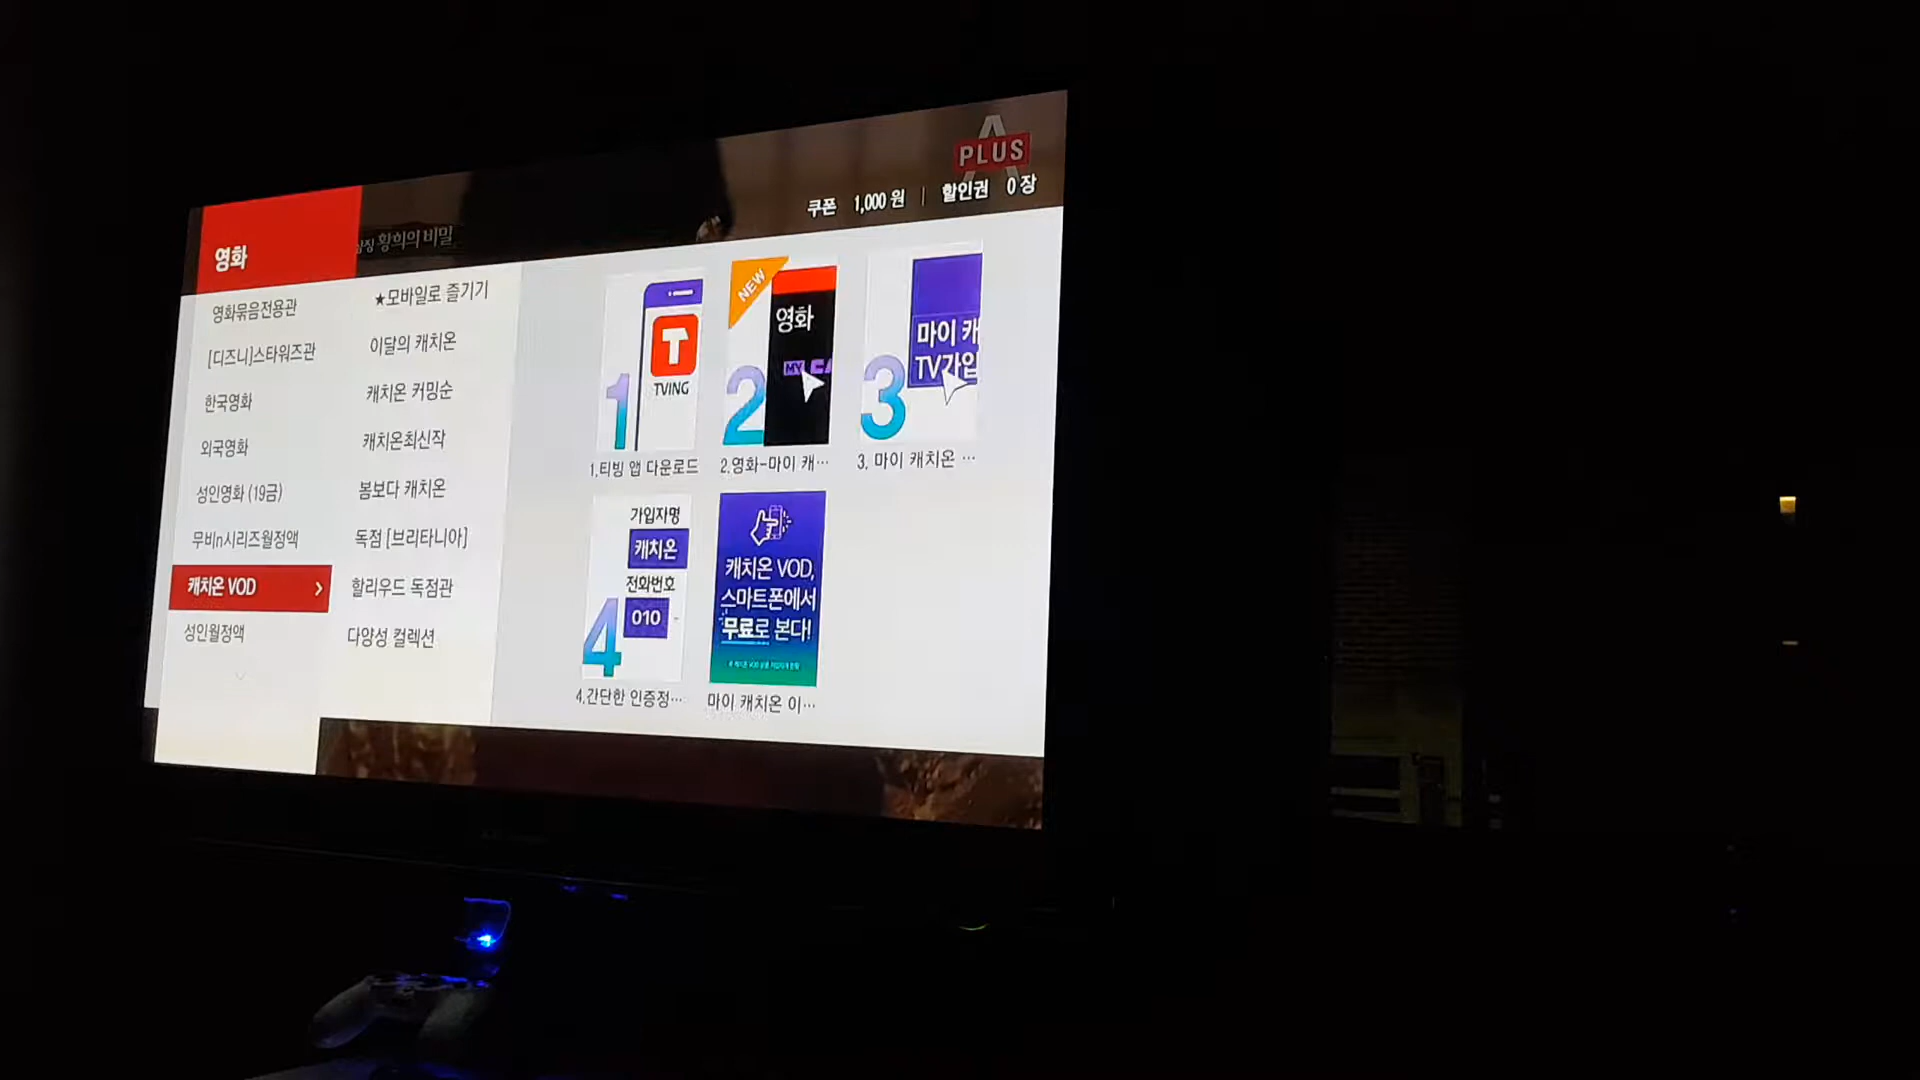 A
PLUS
쿠폰 1,000 원 | 할인권 0 장
영화
황희의 비밀
영화묶음전용관
[디즈니]스타워즈관
한국영화
외국영화
성인영화 (19금)
무비n시리즈월정액
캐치온 VOD
성인월정액
★모바일로 즐기기
이달의 캐치온
캐치온 커밍순
캐치온최신작
봄보다 캐치온
독점 [브리타니아]
할리우드 독점관
다양성 컬렉션
1
T
TVING
1.티빙 앱 다운로드
NEW
2
영화
MY CA
2.영화-마이 캐…
3
마이 캐
TV가입
3. 마이 캐치온 …
4
가입자명
캐치온
전화번호
010 -
4.간단한 인증정…
캐치온 VOD,
스마트폰에서
무료로 본다!
마이 캐치온 이…